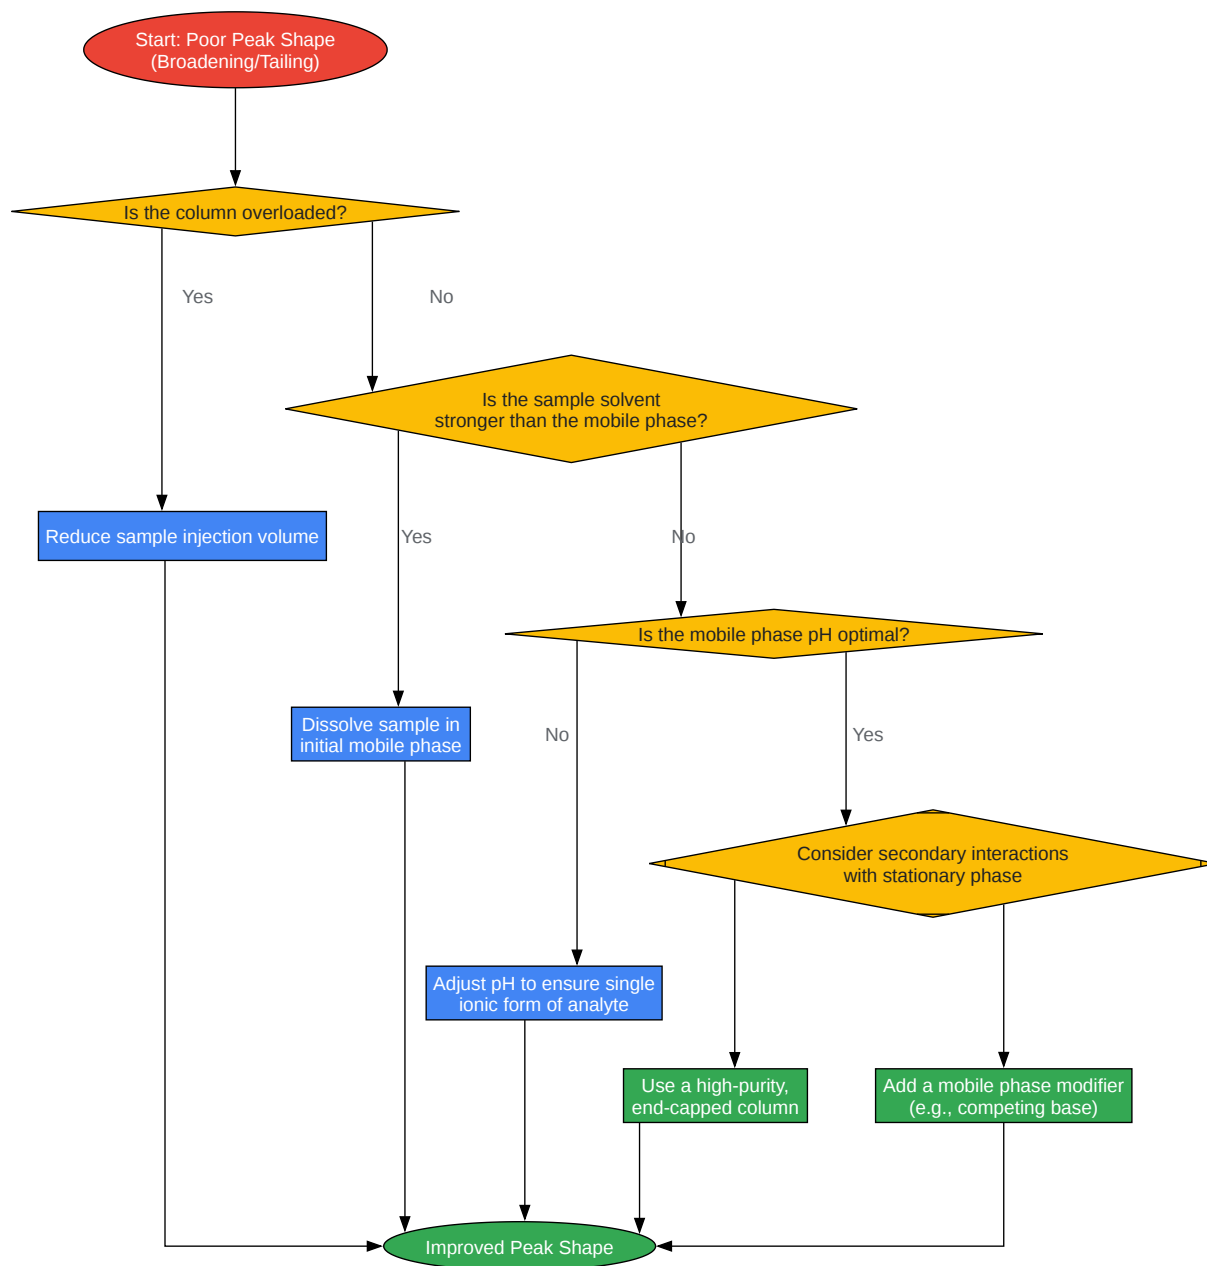 Start: Poor Peak Shape
(Broadening/Tailing)
Is the column overloaded?
Yes
No
Is the sample solvent
stronger than the mobile phase?
Reduce sample injection volume
Yes
No
Is the mobile phase pH optimal?
Dissolve sample in
initial mobile phase
No
Yes
Consider secondary interactions
with stationary phase
Adjust pH to ensure single
ionic form of analyte
Use a high-purity,
end-capped column
Add a mobile phase modifier
(e.g., competing base)
Improved Peak Shape